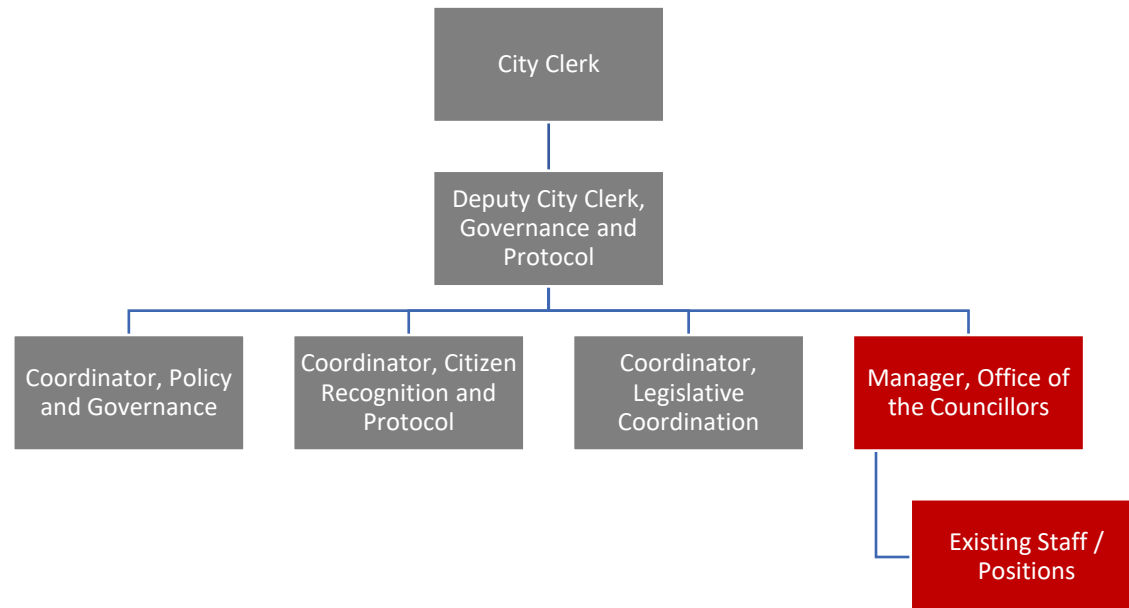 City Clerk
Deputy City Clerk,
Governance and
Protocol
Coordinator, Policy
and Governance
Coordinator, Citizen
Recognition and
Protocol
Coordinator,
Legislative
Coordination
Manager, Office of
the Councillors
Existing Staff /
Positions